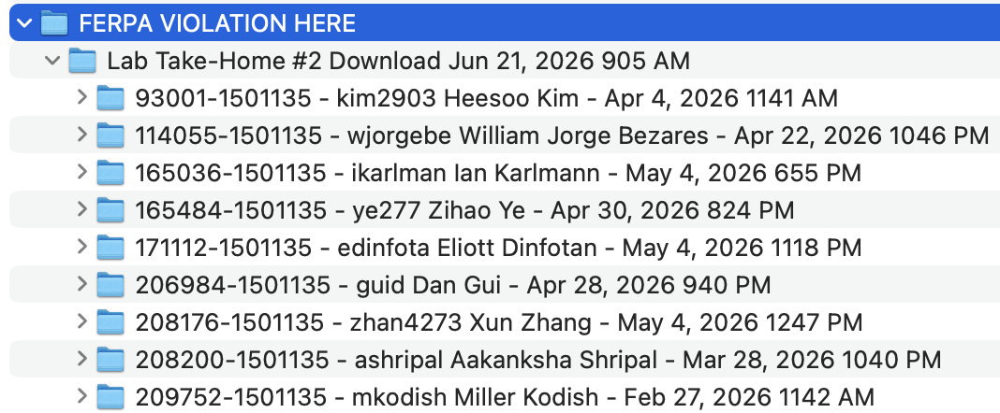 FERPA VIOLATION HERE
Lab Take-Home #2 Download Jun 21, 2026 905 AM
93001-1501135 - kim2903 Heesoo Kim - Apr 4, 2026 1141 AM
114055-1501135 - wjorgebe William Jorge Bezares - Apr 22, 2026 1046 PM
165036-1501135 - ikarlman Ian Karlmann - May 4, 2026 655 PM
165484-1501135 - ye277 Zihao Ye - Apr 30, 2026 824 PM
171112-1501135 - edinfota Eliott Dinfotan - May 4, 2026 1118 PM
206984-1501135 - guid Dan Gui - Apr 28, 2026 940 PM
208176-1501135 - zhan4273 Xun Zhang - May 4, 2026 1247 PM
208200-1501135 - ashripal Aakanksha Shripal - Mar 28, 2026 1040 PM
209752-1501135 - mkodish Miller Kodish - Feb 27, 2026 1142 AM